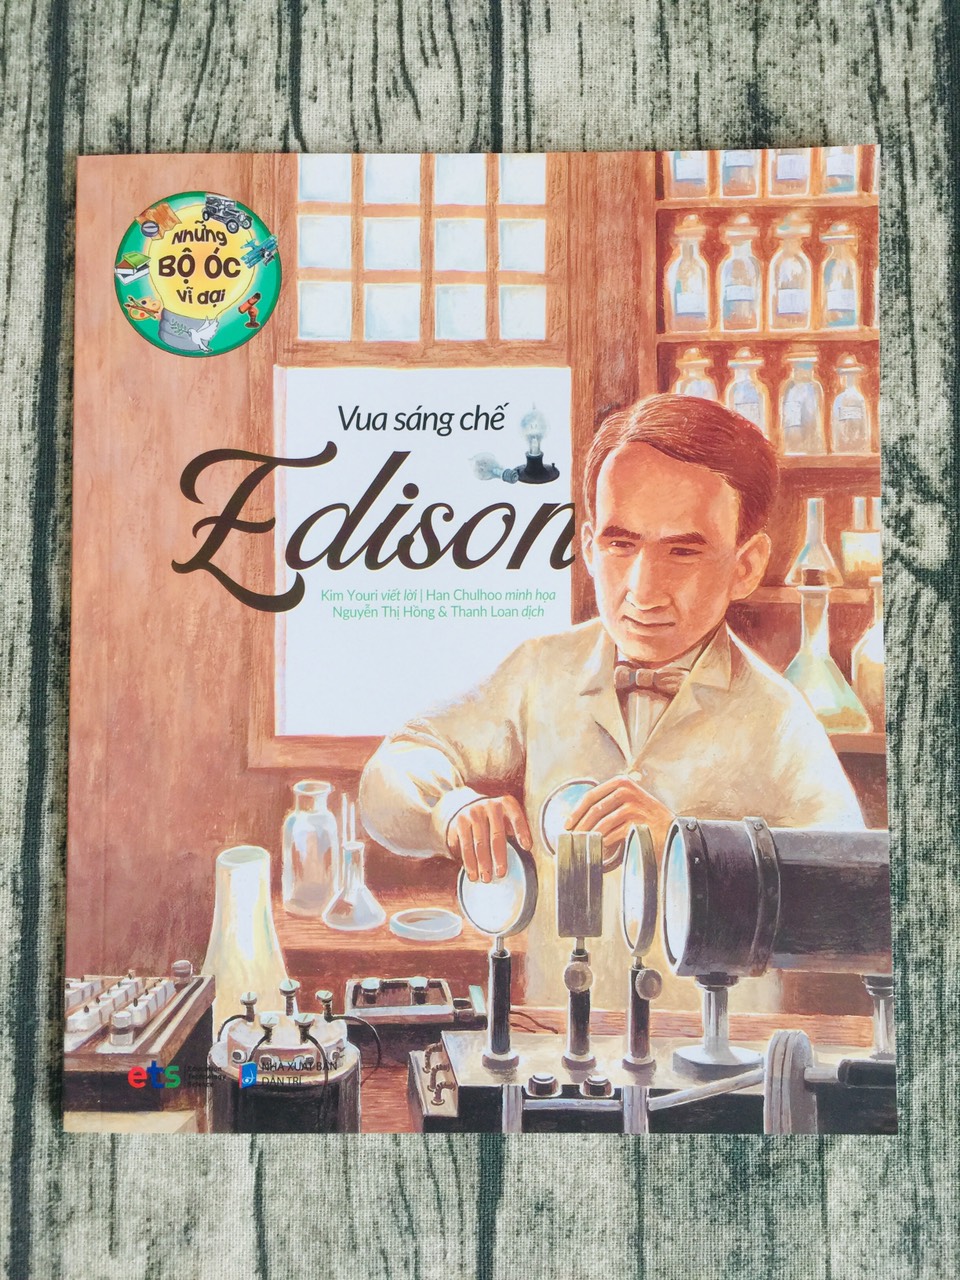 Những
BỘ ÓC
vĩ đại
Vua sáng chế
Edison
Kim Youri viết lời | Han Chulhoo minh họa
Nguyễn Thị Hồng & Thanh Loan dịch
ets
NHÀ XUẤT BẢN
DÂN TRÍ